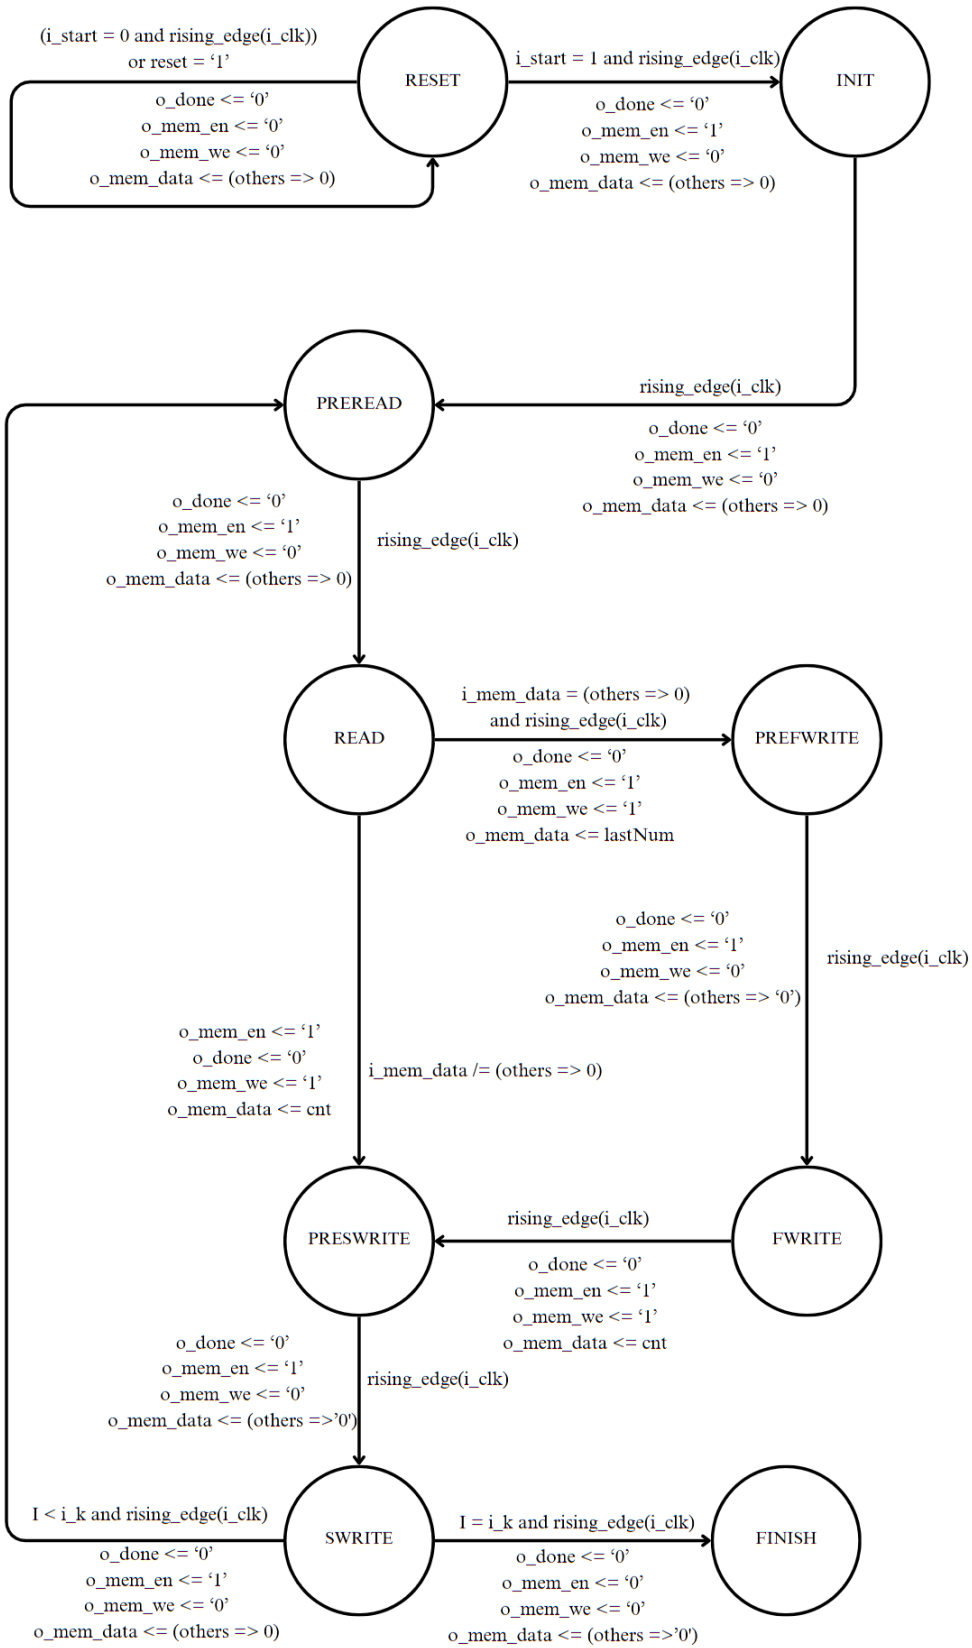 (i_start = 0 and rising_edge(i_clk))
or reset = ‘1’
RESET
i_start = 1 and rising_edge(i_clk)
INIT
o_done <= ‘0’
o_mem_en <= ‘0’
o_mem_we <= ‘0’
o_mem_data <= (others => 0)
o_done <= ‘0’
o_mem_en <= ‘1’
o_mem_we <= ‘0’
o_mem_data <= (others => 0)
PREREAD
rising_edge(i_clk)
o_done <= ‘0’
o_mem_en <= ‘1’
o_mem_we <= ‘0’
o_mem_data <= (others => 0)
o_done <= ‘0’
o_mem_en <= ‘1’
o_mem_we <= ‘0’
o_mem_data <= (others => 0)
rising_edge(i_clk)
READ
i_mem_data = (others => 0)
and rising_edge(i_clk)
PREFWRITE
o_done <= ‘0’
o_mem_en <= ‘1’
o_mem_we <= ‘1’
o_mem_data <= lastNum
o_done <= ‘0’
o_mem_en <= ‘1’
o_mem_we <= ‘0’
o_mem_data <= (others => ‘0’)
rising_edge(i_clk)
o_mem_en <= ‘1’
o_done <= ‘0’
o_mem_we <= ‘1’
o_mem_data <= cnt
i_mem_data /= (others => 0)
PRESWRITE
rising_edge(i_clk)
FWRITE
o_done <= ‘0’
o_mem_en <= ‘1’
o_mem_we <= ‘1’
o_mem_data <= cnt
o_done <= ‘0’
o_mem_en <= ‘1’
o_mem_we <= ‘0’
o_mem_data <= (others =>’0')
rising_edge(i_clk)
I < i_k and rising_edge(i_clk)
SWRITE
I = i_k and rising_edge(i_clk)
FINISH
o_done <= ‘0’
o_mem_en <= ‘1’
o_mem_we <= ‘0’
o_mem_data <= (others => 0)
o_done <= ‘0’
o_mem_en <= ‘0’
o_mem_we <= ‘0’
o_mem_data <= (others =>’0')